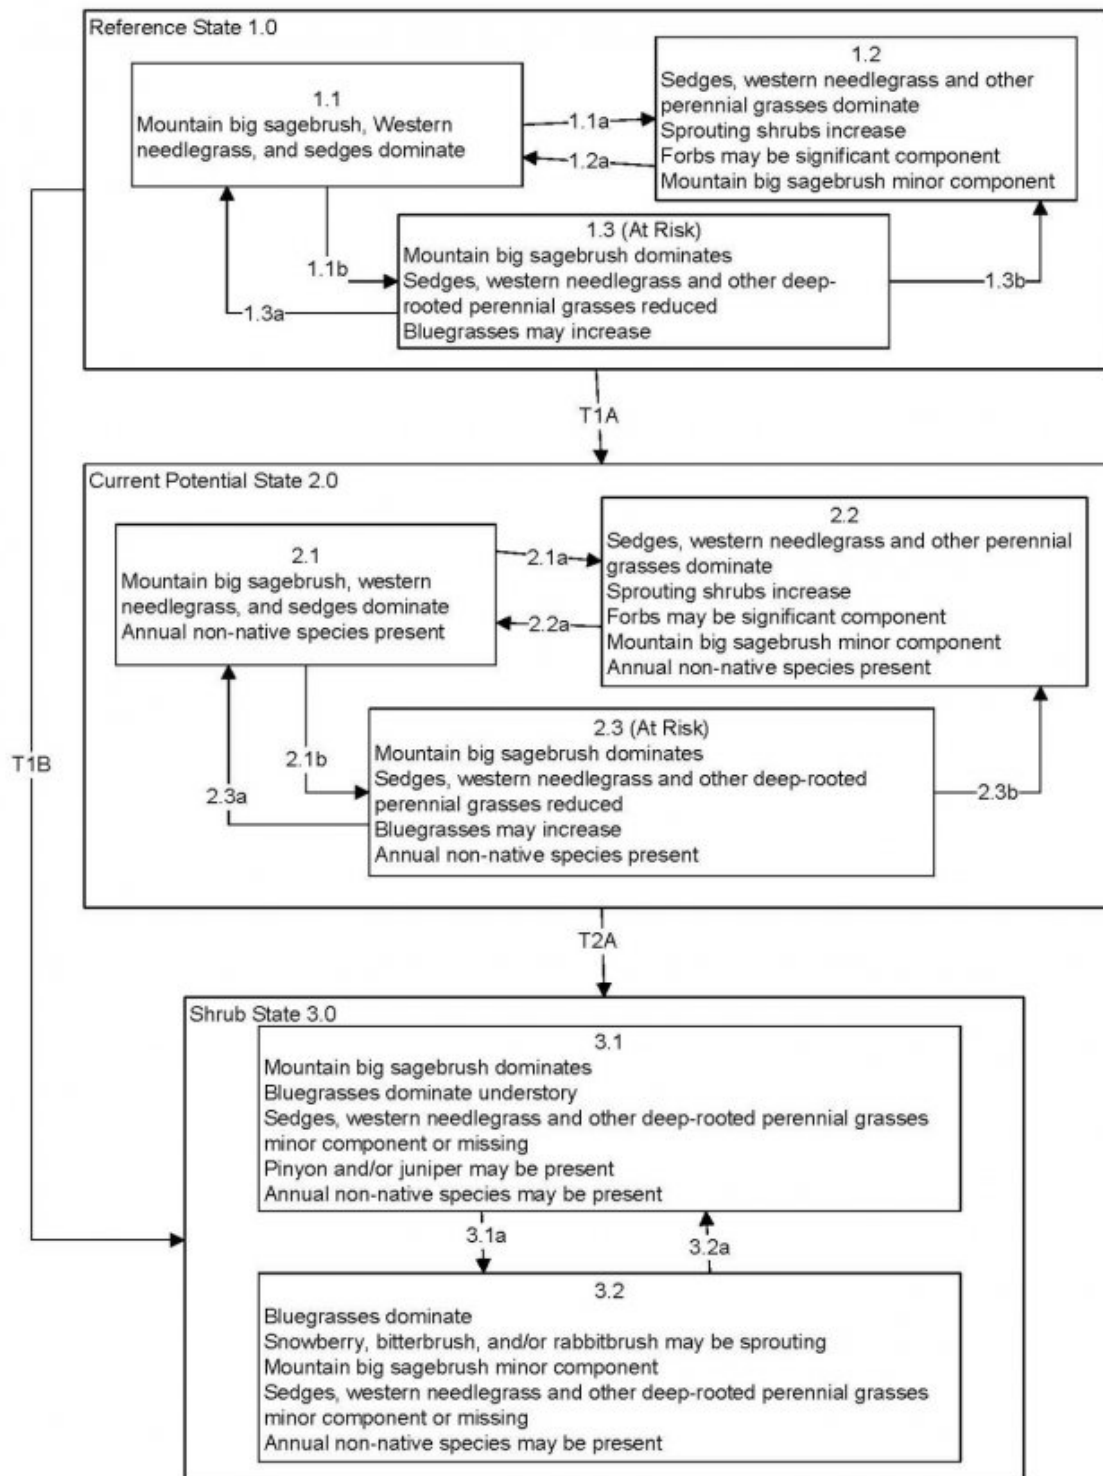 Reference State 1.0
1.1
Mountain big sagebrush, Western
needlegrass, and sedges dominate
1.1a
1.2a
1.2
Sedges, western needlegrass and other
perennial grasses dominate
Sprouting shrubs increase
Forbs may be significant component
Mountain big sagebrush minor component
1.1b
1.3a
1.3 (At Risk)
Mountain big sagebrush dominates
Sedges, western needlegrass and other deep-
rooted perennial grasses reduced
Bluegrasses may increase
1.3b
T1A
Current Potential State 2.0
2.1
Mountain big sagebrush, western
needlegrass, and sedges dominate
Annual non-native species present
2.1a
2.2a
2.2
Sedges, western needlegrass and other perennial
grasses dominate
Sprouting shrubs increase
Forbs may be significant component
Mountain big sagebrush minor component
Annual non-native species present
T1B
2.1b
2.3a
2.3 (At Risk)
Mountain big sagebrush dominates
Sedges, western needlegrass and other deep-rooted
perennial grasses reduced
Bluegrasses may increase
Annual non-native species present
2.3b
T2A
Shrub State 3.0
3.1
Mountain big sagebrush dominates
Bluegrasses dominate understory
Sedges, western needlegrass and other deep-rooted perennial grasses
minor component or missing
Pinyon and/or juniper may be present
Annual non-native species may be present
3.1a
3.2a
3.2
Bluegrasses dominate
Snowberry, bitterbrush, and/or rabbitbrush may be sprouting
Mountain big sagebrush minor component
Sedges, western needlegrass and other deep-rooted perennial grasses
minor component or missing
Annual non-native species may be present